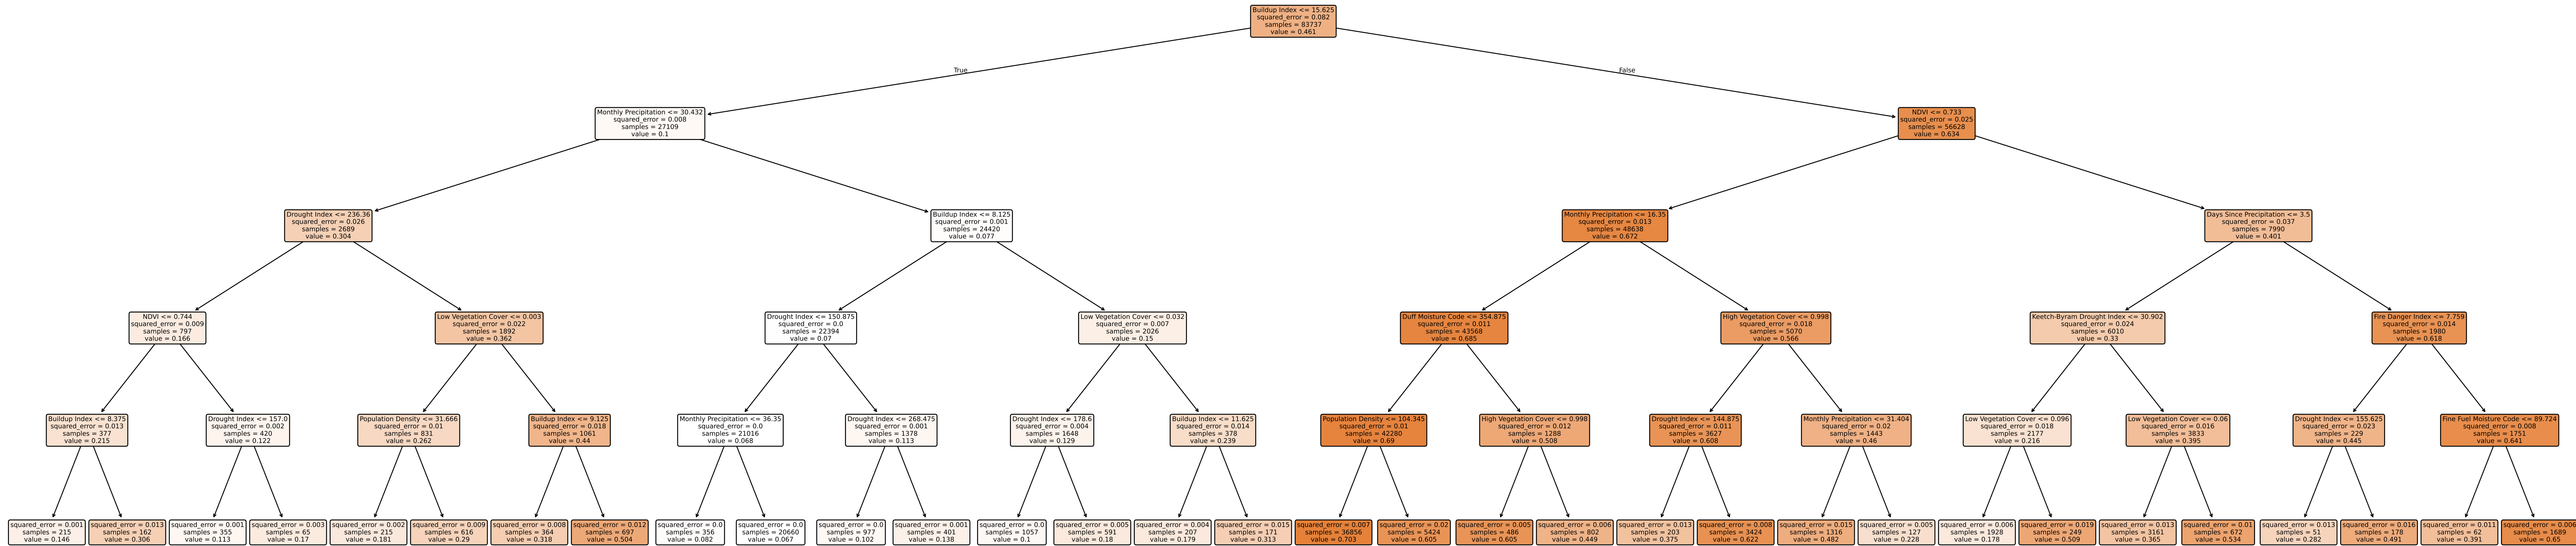 Buildup Index <= 15.625
squared_error = 0.082
samples = 83737
value = 0.461
True
False
Monthly Precipitation <= 30.432
squared_error = 0.008
samples = 27109
value = 0.1
NDVI <= 0.733
squared_error = 0.025
samples = 56628
value = 0.634
Drought Index <= 236.36
squared_error = 0.026
samples = 2689
value = 0.304
Buildup Index <= 8.125
squared_error = 0.001
samples = 24420
value = 0.077
Monthly Precipitation <= 16.35
squared_error = 0.013
samples = 48638
value = 0.672
Days Since Precipitation <= 3.5
squared_error = 0.037
samples = 7990
value = 0.401
NDVI <= 0.744
squared_error = 0.009
samples = 797
value = 0.166
Low Vegetation Cover <= 0.003
squared_error = 0.022
samples = 1892
value = 0.362
Drought Index <= 150.875
squared_error = 0.0
samples = 22394
value = 0.07
Low Vegetation Cover <= 0.032
squared_error = 0.007
samples = 2026
value = 0.15
Duff Moisture Code <= 354.875
squared_error = 0.011
samples = 43568
value = 0.685
High Vegetation Cover <= 0.998
squared_error = 0.018
samples = 5070
value = 0.566
Keetch-Byram Drought Index <= 30.902
squared_error = 0.024
samples = 6010
value = 0.33
Fire Danger Index <= 7.759
squared_error = 0.014
samples = 1980
value = 0.618
Buildup Index <= 8.375
squared_error = 0.013
samples = 377
value = 0.215
Drought Index <= 157.0
squared_error = 0.002
samples = 420
value = 0.122
Population Density <= 31.666
squared_error = 0.01
samples = 831
value = 0.262
Buildup Index <= 9.125
squared_error = 0.018
samples = 1061
value = 0.44
Monthly Precipitation <= 36.35
squared_error = 0.0
samples = 21016
value = 0.068
Drought Index <= 268.475
squared_error = 0.001
samples = 1378
value = 0.113
Drought Index <= 178.6
squared_error = 0.004
samples = 1648
value = 0.129
Buildup Index <= 11.625
squared_error = 0.014
samples = 378
value = 0.239
Population Density <= 104.345
squared_error = 0.01
samples = 42280
value = 0.69
High Vegetation Cover <= 0.998
squared_error = 0.012
samples = 1288
value = 0.508
Drought Index <= 144.875
squared_error = 0.011
samples = 3627
value = 0.608
Monthly Precipitation <= 31.404
squared_error = 0.02
samples = 1443
value = 0.46
Low Vegetation Cover <= 0.096
squared_error = 0.018
samples = 2177
value = 0.216
Low Vegetation Cover <= 0.06
squared_error = 0.016
samples = 3833
value = 0.395
Drought Index <= 155.625
squared_error = 0.023
samples = 229
value = 0.445
Fine Fuel Moisture Code <= 89.724
squared_error = 0.008
samples = 1751
value = 0.641
squared_error = 0.001
samples = 215
value = 0.146
squared_error = 0.013
samples = 162
value = 0.306
squared_error = 0.001
samples = 355
value = 0.113
squared_error = 0.003
samples = 65
value = 0.17
squared_error = 0.002
samples = 215
value = 0.181
squared_error = 0.009
samples = 616
value = 0.29
squared_error = 0.008
samples = 364
value = 0.318
squared_error = 0.012
samples = 697
value = 0.504
squared_error = 0.0
samples = 356
value = 0.082
squared_error = 0.0
samples = 20660
value = 0.067
squared_error = 0.0
samples = 977
value = 0.102
squared_error = 0.001
samples = 401
value = 0.138
squared_error = 0.0
samples = 1057
value = 0.1
squared_error = 0.005
samples = 591
value = 0.18
squared_error = 0.004
samples = 207
value = 0.179
squared_error = 0.015
samples = 171
value = 0.313
squared_error = 0.007
samples = 36856
value = 0.703
squared_error = 0.02
samples = 5424
value = 0.605
squared_error = 0.005
samples = 486
value = 0.605
squared_error = 0.006
samples = 802
value = 0.449
squared_error = 0.013
samples = 203
value = 0.375
squared_error = 0.008
samples = 3424
value = 0.622
squared_error = 0.015
samples = 1316
value = 0.482
squared_error = 0.005
samples = 127
value = 0.228
squared_error = 0.006
samples = 1928
value = 0.178
squared_error = 0.019
samples = 249
value = 0.509
squared_error = 0.013
samples = 3161
value = 0.365
squared_error = 0.01
samples = 672
value = 0.534
squared_error = 0.013
samples = 51
value = 0.282
squared_error = 0.016
samples = 178
value = 0.491
squared_error = 0.011
samples = 62
value = 0.391
squared_error = 0.006
samples = 1689
value = 0.65